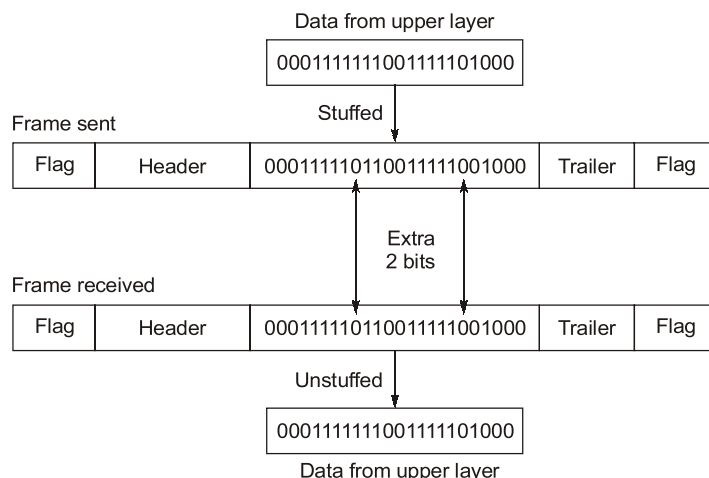 Data from upper layer
0001111111001111101000
Stuffed
Frame sent
Flag Header 000111110110011111001000 Trailer Flag
Extra
2 bits
Frame received
Flag Header 000111110110011111001000 Trailer Flag
Unstuffed
0001111111001111101000
Data from upper layer